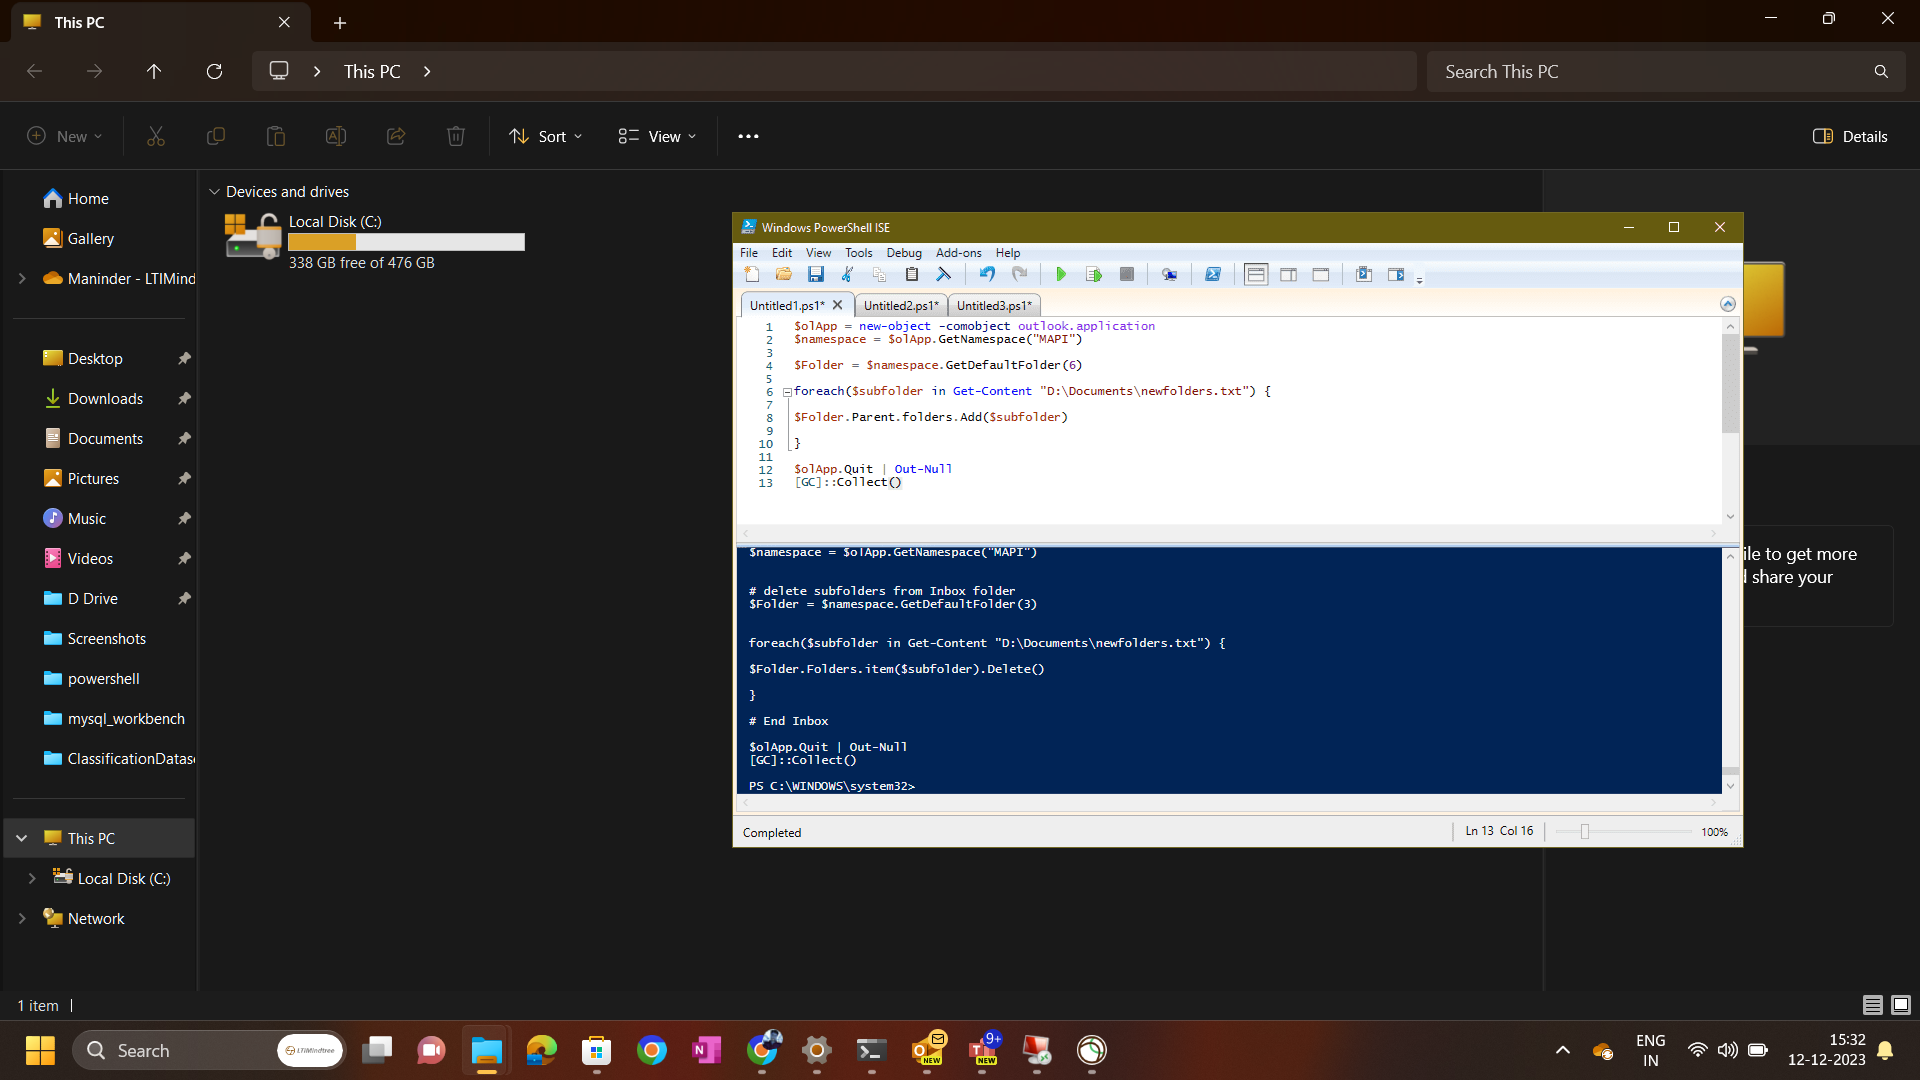 This PC
This PC
Search This PC
New
Sort
View
Details
Home
Gallery
Maninder - LTIMind
Desktop
Downloads
Documents
Pictures
Music
Videos
D Drive
Screenshots
powershell
mysql_workbench
ClassificationDatas
This PC
Local Disk (C:)
Network
Devices and drives
Local Disk (C:)
338 GB free of 476 GB
Windows PowerShell ISE
File Edit View Tools Debug Add-ons Help
Untitled1.ps1* Untitled2.ps1* Untitled3.ps1*
1 $olApp = new-object -comobject outlook.application
2 $namespace = $olApp.GetNamespace("MAPI")
3
4 $Folder = $namespace.GetDefaultFolder(6)
5
6 foreach($subfolder in Get-Content "D:\Documents\newfolders.txt") {
7
8 $Folder.Parent.folders.Add($subfolder)
9
10 }
11
12 $olApp.Quit | Out-Null
13 [GC]::Collect()
$namespace = $olApp.GetNamespace("MAPI")
# delete subfolders from Inbox folder
$Folder = $namespace.GetDefaultFolder(3)
foreach($subfolder in Get-Content "D:\Documents\newfolders.txt") {
$Folder.Folders.item($subfolder).Delete()
}
# End Inbox
$olApp.Quit | Out-Null
[GC]::Collect()
PS C:\WINDOWS\system32>
Completed
Ln 13 Col 16
100%
ile to get more
share your
1 item
Search
LTIMindtree
NEW
9+
NEW
ENG
IN
15:32
12-12-2023